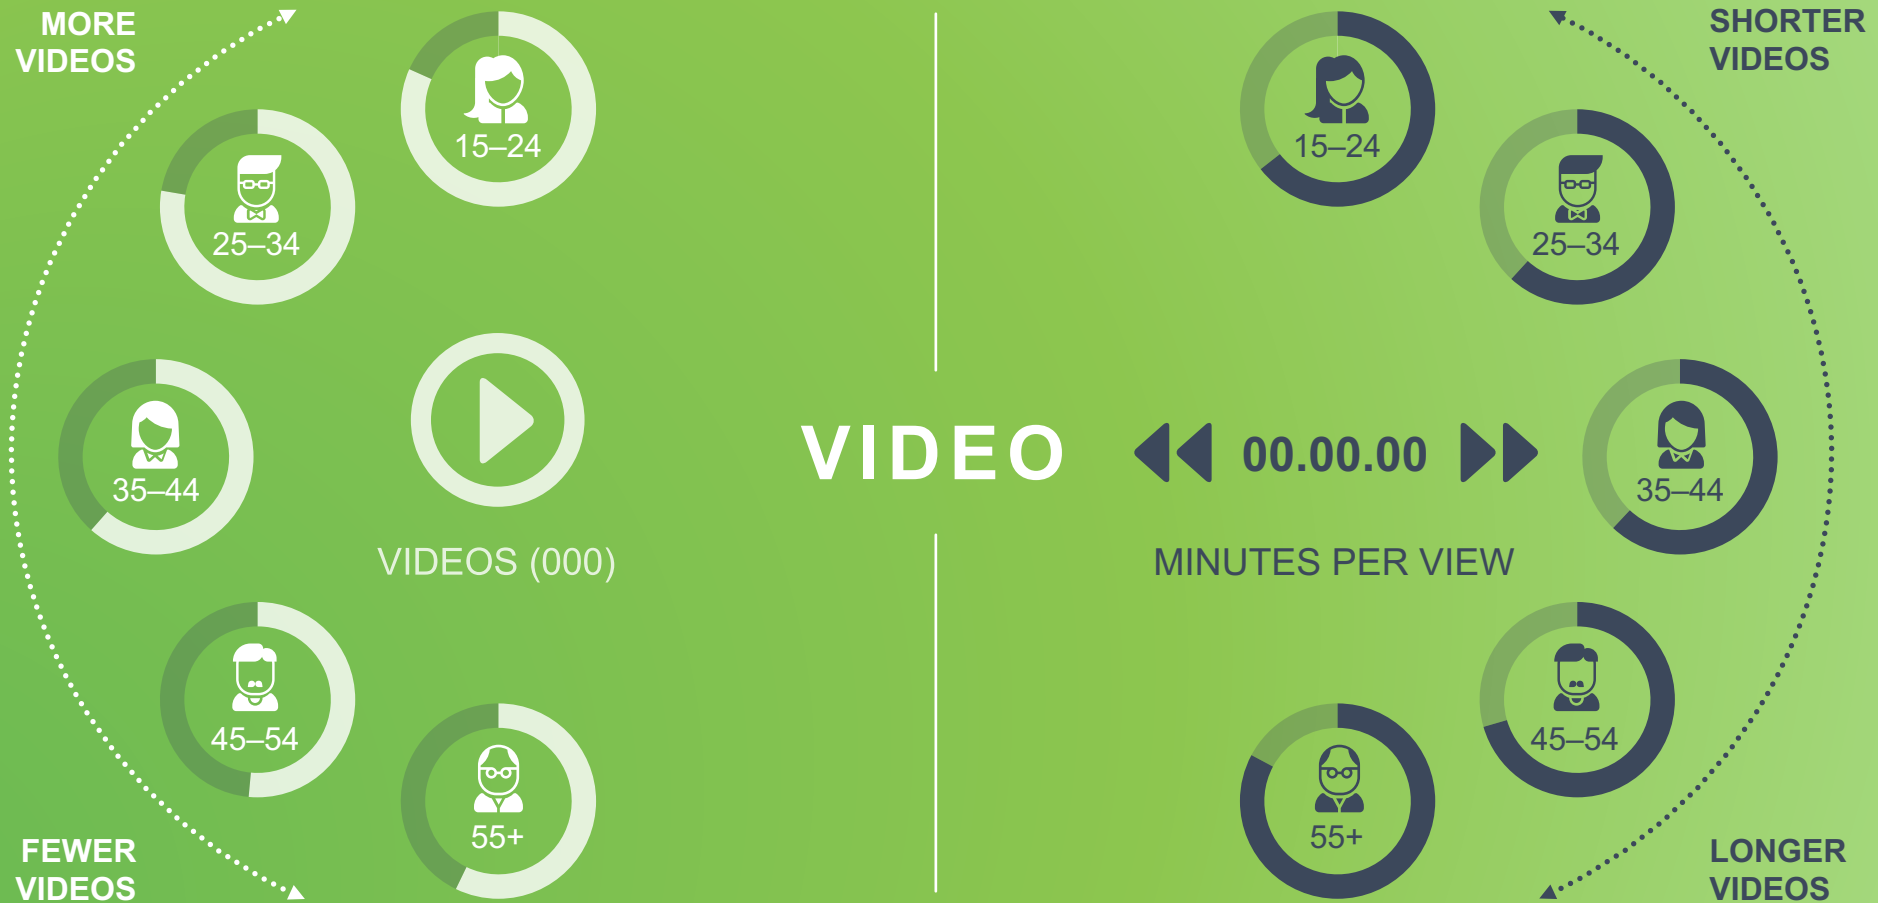 MORE
VIDEOS
15–24
25–34
35–44
VIDEOS (000)
45–54
55+
FEWER
VIDEOS
VIDEO
SHORTER
VIDEOS
15–24
25–34
00.00.00
35–44
MINUTES PER VIEW
45–54
55+
LONGER
VIDEOS